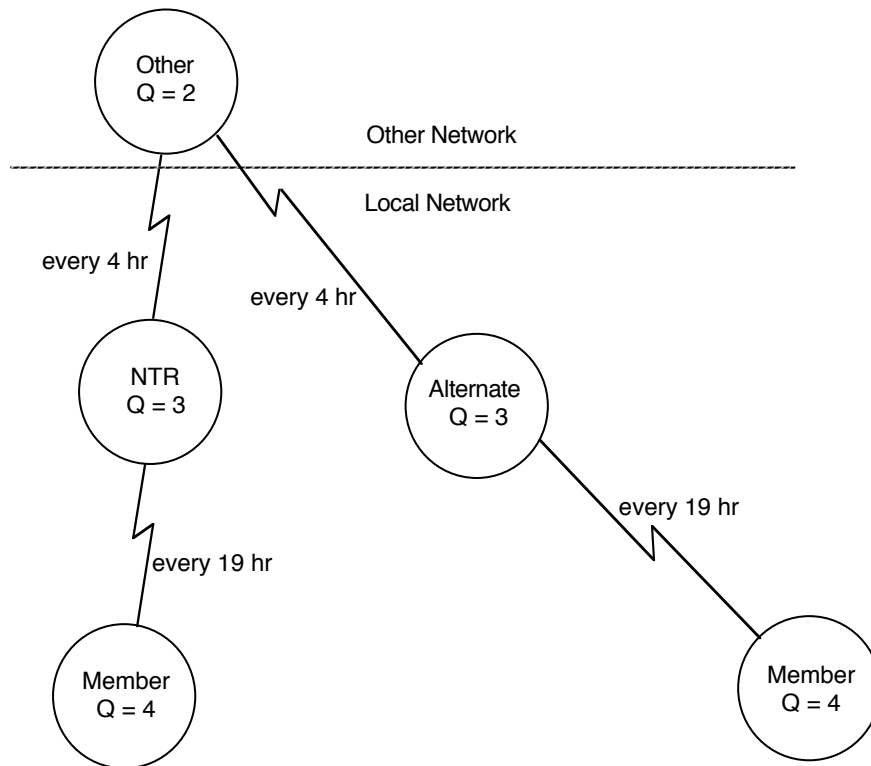 Other
Q = 2
Other Network
Local Network
every 4 hr
every 4 hr
NTR
Q = 3
Alternate
Q = 3
every 19 hr
every 19 hr
Member
Q = 4
Member
Q = 4